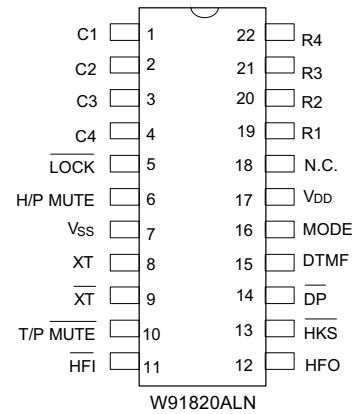 C1 1 22 R4
C2 2 21 R3
C3 3 20 R2
C4 4 19 R1
LOCK 5 18 N.C.
H/P MUTE 6 17 VDD
VSS 7 16 MODE
XT 8 15 DTMF
XT 9 14 DP
T/P MUTE 10 13 HKS
HFI 11 12 HFO
W91820ALN